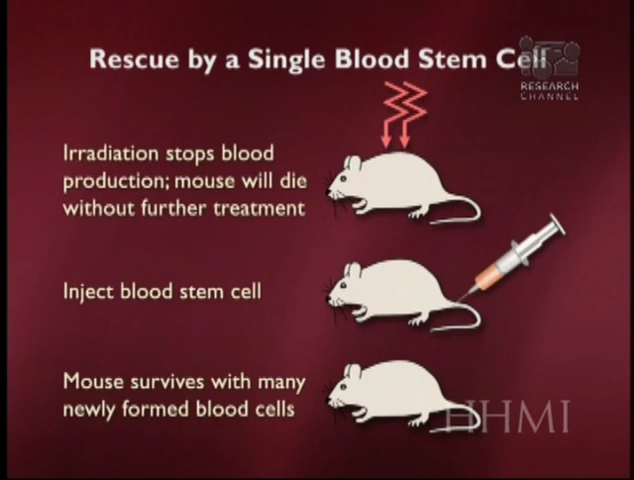 Rescue by a Single Blood Stem Cell
RESEARCH
CHANNEL
Irradiation stops blood
production; mouse will die
without further treatment
Inject blood stem cell
Mouse survives with many
newly formed blood cells
HHMI